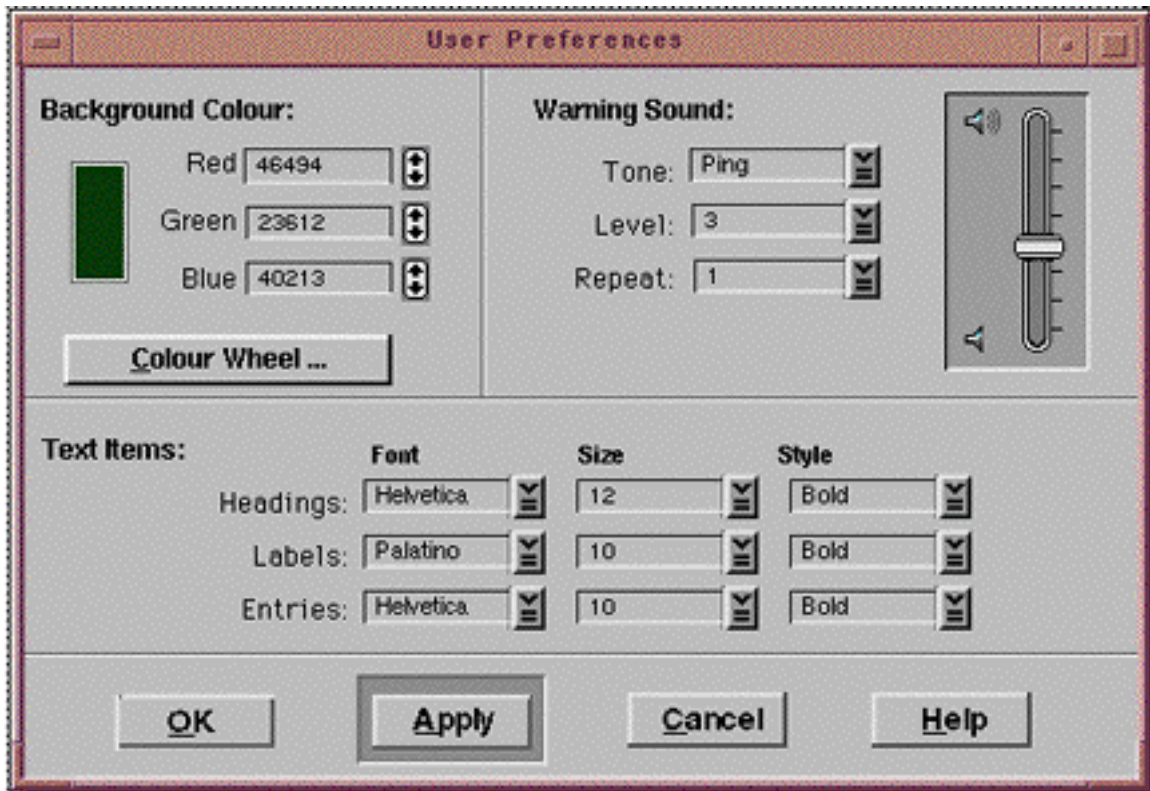 User Preferences
Background Colour:
Red 46494
Green 23612
Blue 40213
Colour Wheel ...
Warning Sound:
Tone: Ping
Level: 3
Repeat: 1
Text Items:
Font Size Style
Headings: Helvetica 12 Bold
Labels: Palatino 10 Bold
Entries: Helvetica 10 Bold
OK Apply Cancel Help